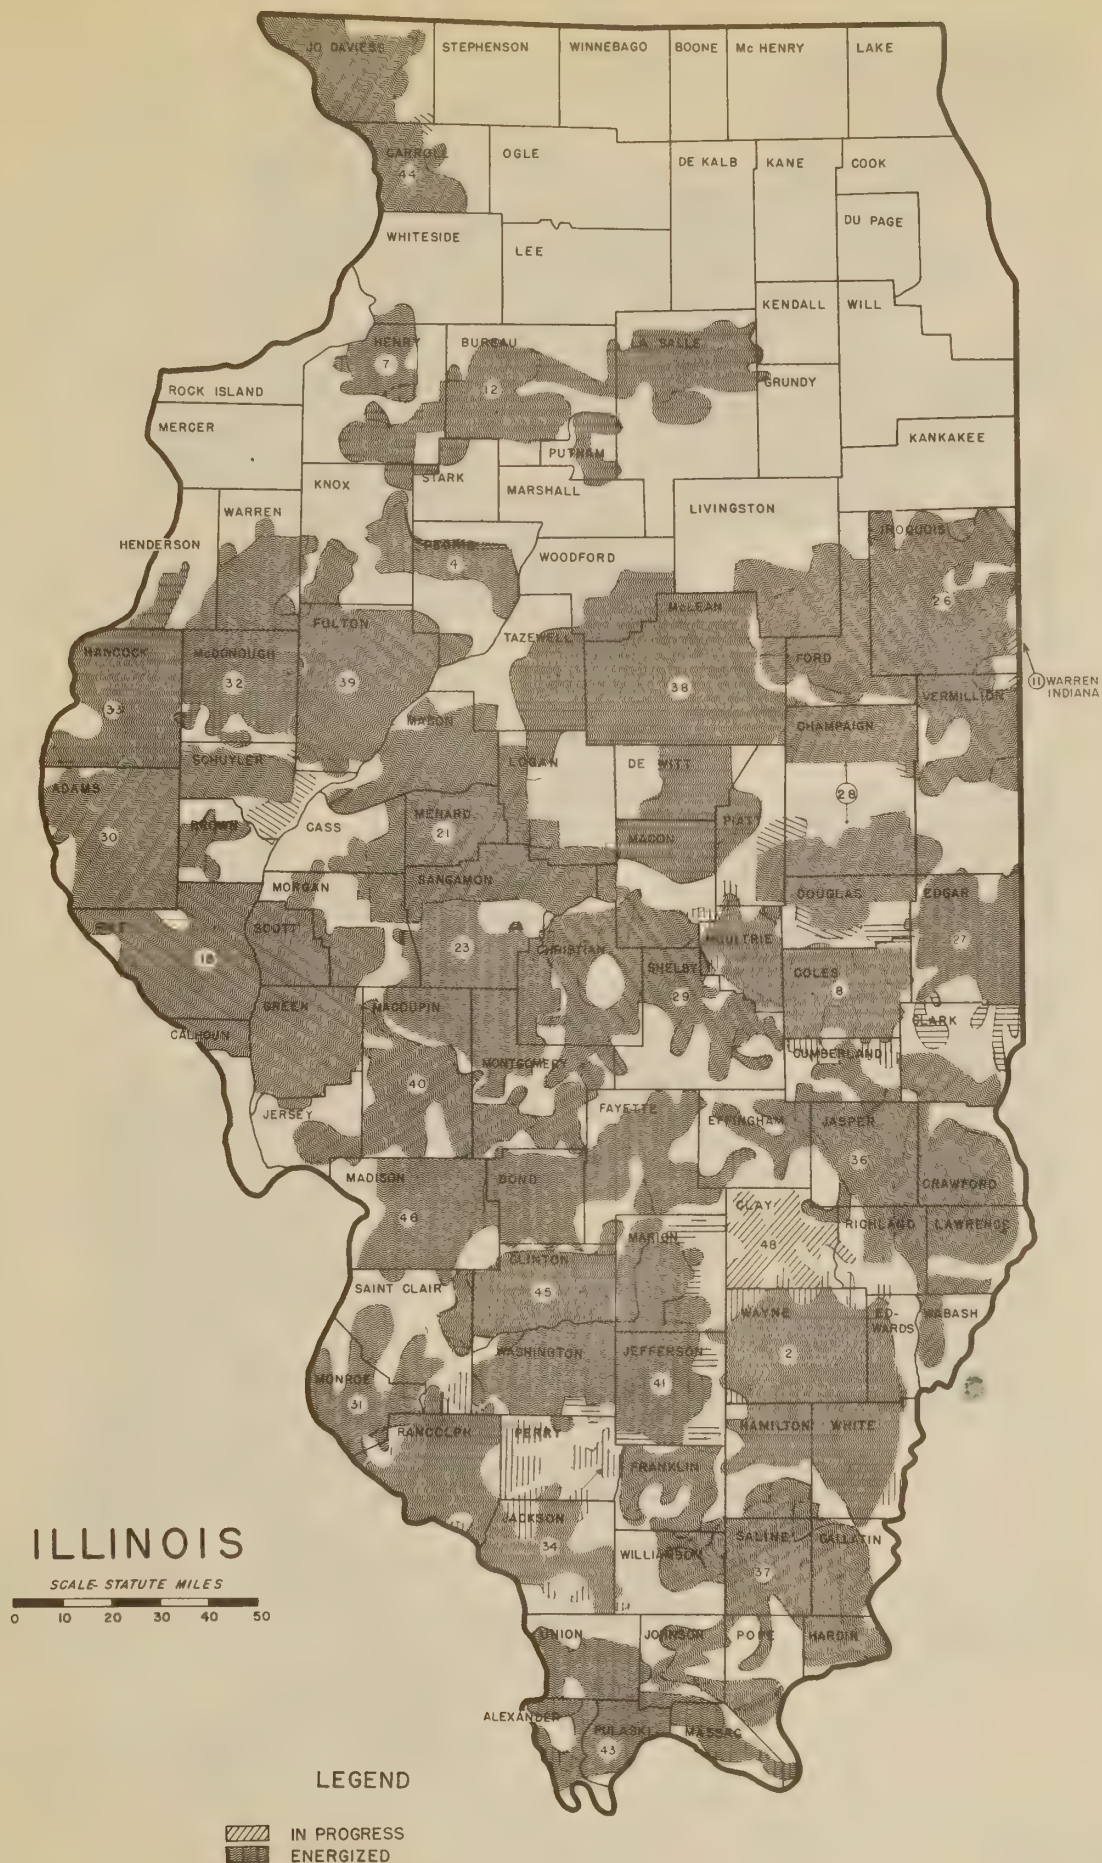 JO DAVIESS
STEPHENSON
WINNEBAGO
BOONE
Mc HENRY
LAKE
CARROLL
44
OGLE
DE KALB
KANE
COOK
DU PAGE
WHITESIDE
LEE
KENDALL
WILL
HENRY
7
BUREAU
12
LA SALLE
GRUNDY
ROCK ISLAND
MERCER
KANKAKEE
PUTNAM
KNOX
STARK
MARSHALL
LIVINGSTON
WARREN
HENDERSON
PEORIA
4
WOODFORD
IROQUOIS
26
McLEAN
38
FULTON
39
TAZEWELL
HANCOCK
33
McDONOUGH
32
FORD
11 WARREN
INDIANA
VERMILLION
MASON
CHAMPAIGN
28
SCHUYLER
LOGAN
DE WITT
ADAMS
30
BROWN
CASS
MENARD
21
MACON
PIATT
MORGAN
SANGAMON
23
DOUGLAS
EDGAR
27
SCOTT
18
CHRISTIAN
SHELBY
29
MOULTRIE
COLES
8
GREEN
MACOUPIN
40
CALHOUN
CLARK
MONTGOMERY
CUMBERLAND
JERSEY
FAYETTE
EFFINGHAM
JASPER
36
MADISON
46
BOND
CRAWFORD
CLAY
48
RICHLAND
LAWRENCE
MARION
CLINTON
45
SAINT CLAIR
WAYNE
2
ED-
WARDS
WABASH
WASHINGTON
JEFFERSON
41
MONROE
31
RANDOLPH
PERRY
HAMILTON
WHITE
FRANKLIN
JACKSON
34
WILLIAMSON
SALINE
37
GALLATIN
ILLINOIS
SCALE- STATUTE MILES
0 10 20 30 40 50
UNION
JOHNSON
POPE
HARDIN
ALEXANDER
PULASKI
43
MASSAC
LEGEND
IN PROGRESS
ENERGIZED